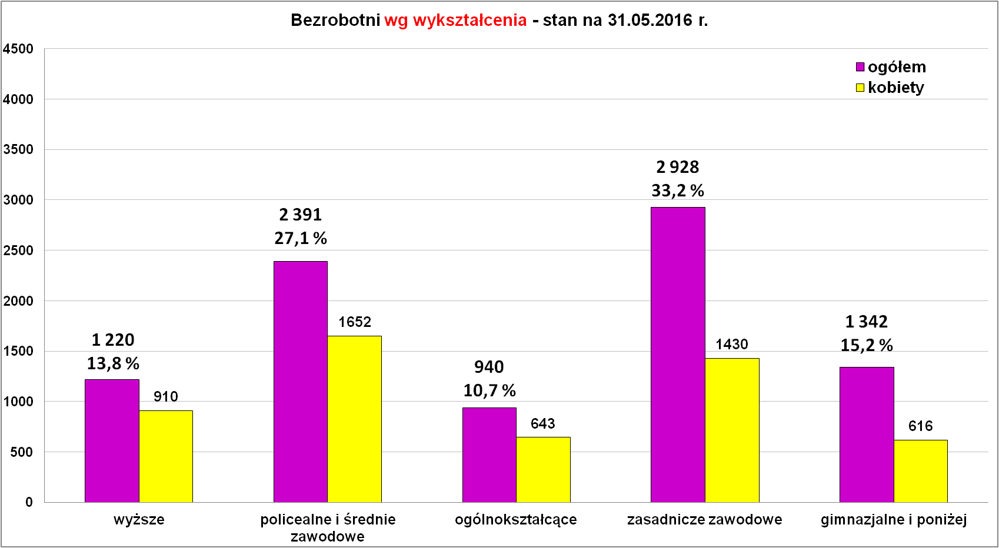 Bezrobotni wg wykształcenia - stan na 31.05.2016 r.
4500
4000
3500
3000
2500
2000
1500
1000
500
0
ogółem
kobiety
1 220
13,8 %
910
2 391
27,1 %
1652
940
10,7 %
643
2 928
33,2 %
1430
1 342
15,2 %
616
wyższe
policealne i średnie
zawodowe
ogólnokształcące
zasadnicze zawodowe
gimnazjalne i poniżej